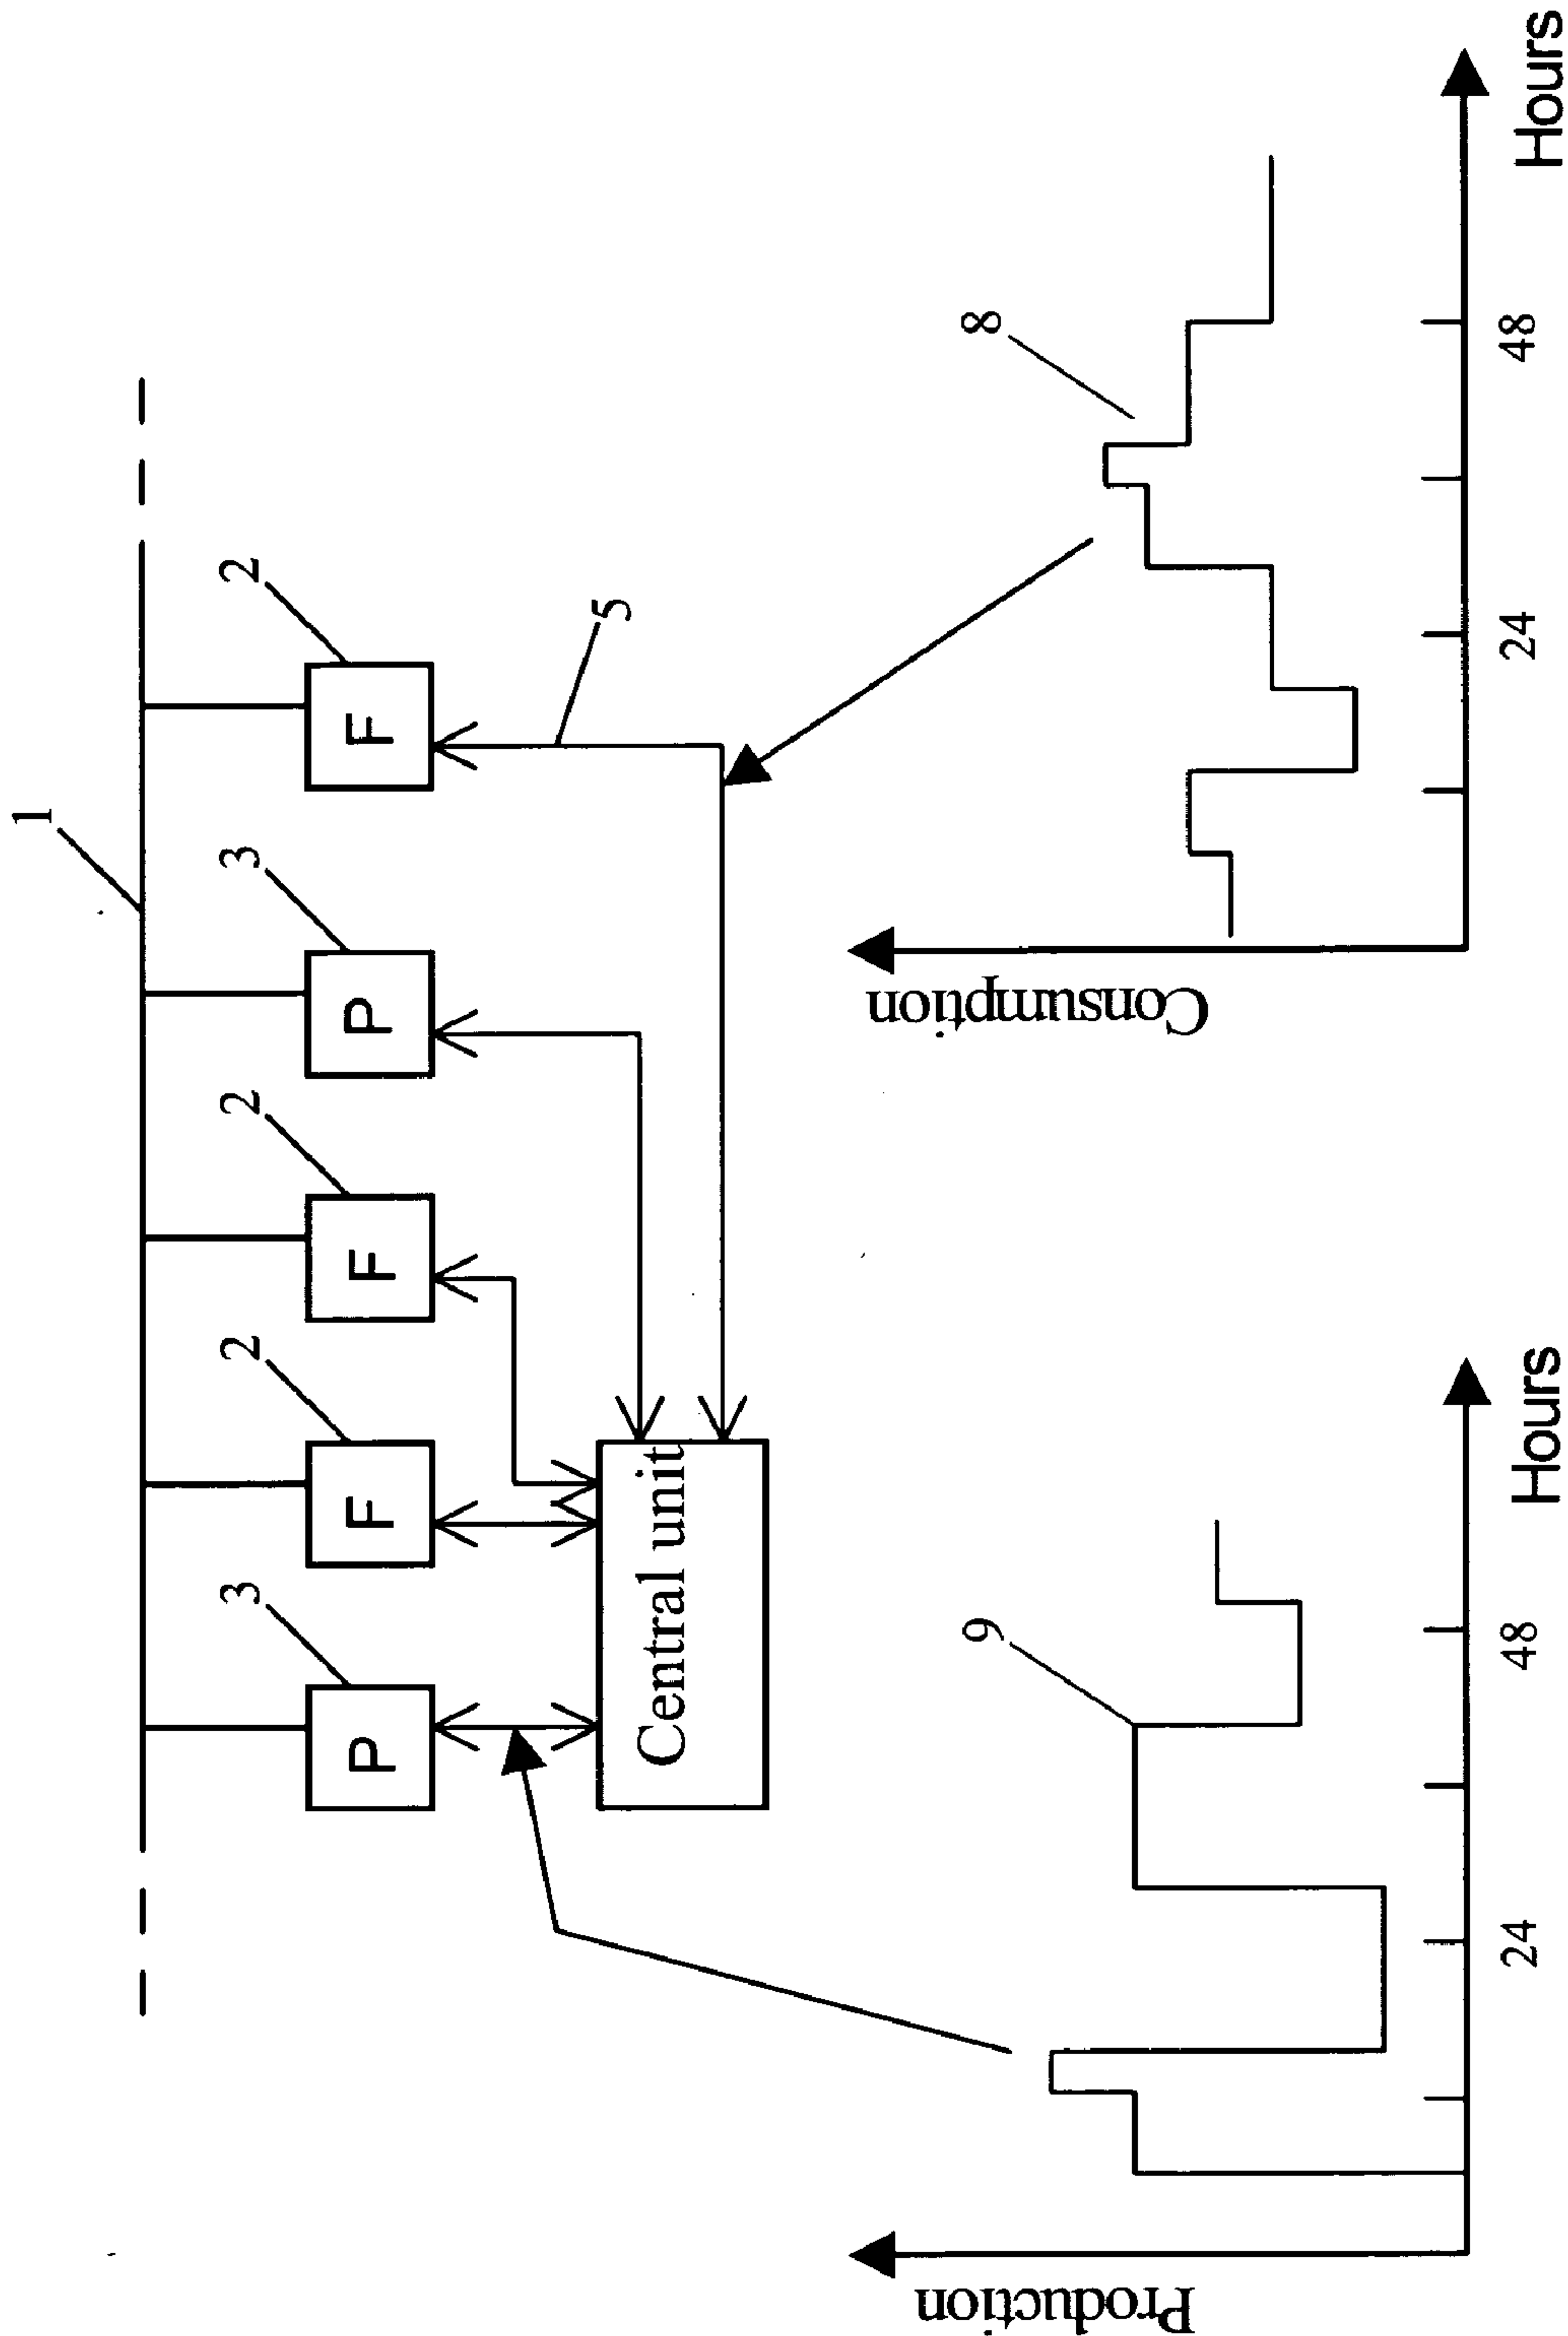 1
3
2
2
3
2
P
F
F
P
F
5
Central unit
9
8
Production
Consumption
24
48
24
48
Hours
Hours